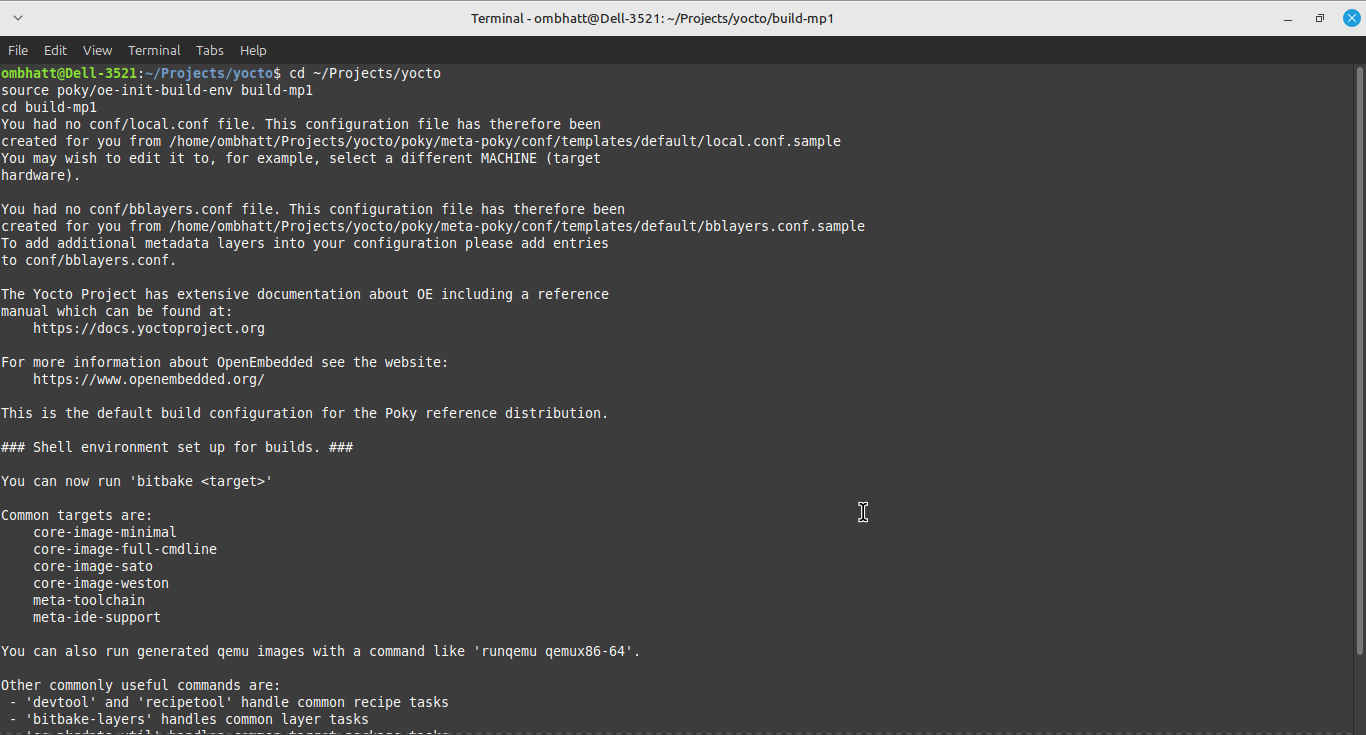 Terminal - ombhatt@Dell-3521: ~/Projects/yocto/build-mp1
File Edit View Terminal Tabs Help
ombhatt@Dell-3521:~/Projects/yocto$ cd ~/Projects/yocto
source poky/oe-init-build-env build-mp1
cd build-mp1
You had no conf/local.conf file. This configuration file has therefore been
created for you from /home/ombhatt/Projects/yocto/poky/meta-poky/conf/templates/default/local.conf.sample
You may wish to edit it to, for example, select a different MACHINE (target
hardware).

You had no conf/bblayers.conf file. This configuration file has therefore been
created for you from /home/ombhatt/Projects/yocto/poky/meta-poky/conf/templates/default/bblayers.conf.sample
To add additional metadata layers into your configuration please add entries
to conf/bblayers.conf.

The Yocto Project has extensive documentation about OE including a reference
manual which can be found at:
    https://docs.yoctoproject.org

For more information about OpenEmbedded see the website:
    https://www.openembedded.org/

This is the default build configuration for the Poky reference distribution.

### Shell environment set up for builds. ###

You can now run 'bitbake <target>'

Common targets are:
    core-image-minimal
    core-image-full-cmdline
    core-image-sato
    core-image-weston
    meta-toolchain
    meta-ide-support

You can also run generated qemu images with a command like 'runqemu qemux86-64'.

Other commonly useful commands are:
 - 'devtool' and 'recipetool' handle common recipe tasks
 - 'bitbake-layers' handles common layer tasks